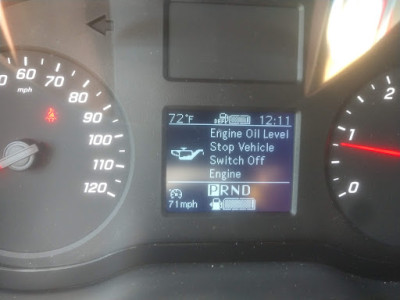 60
70
mph
80
90
100
110
120
72°F
12:11
Engine Oil Level
Stop Vehicle
Switch Off
Engine
PRND
71mph
2
1
0